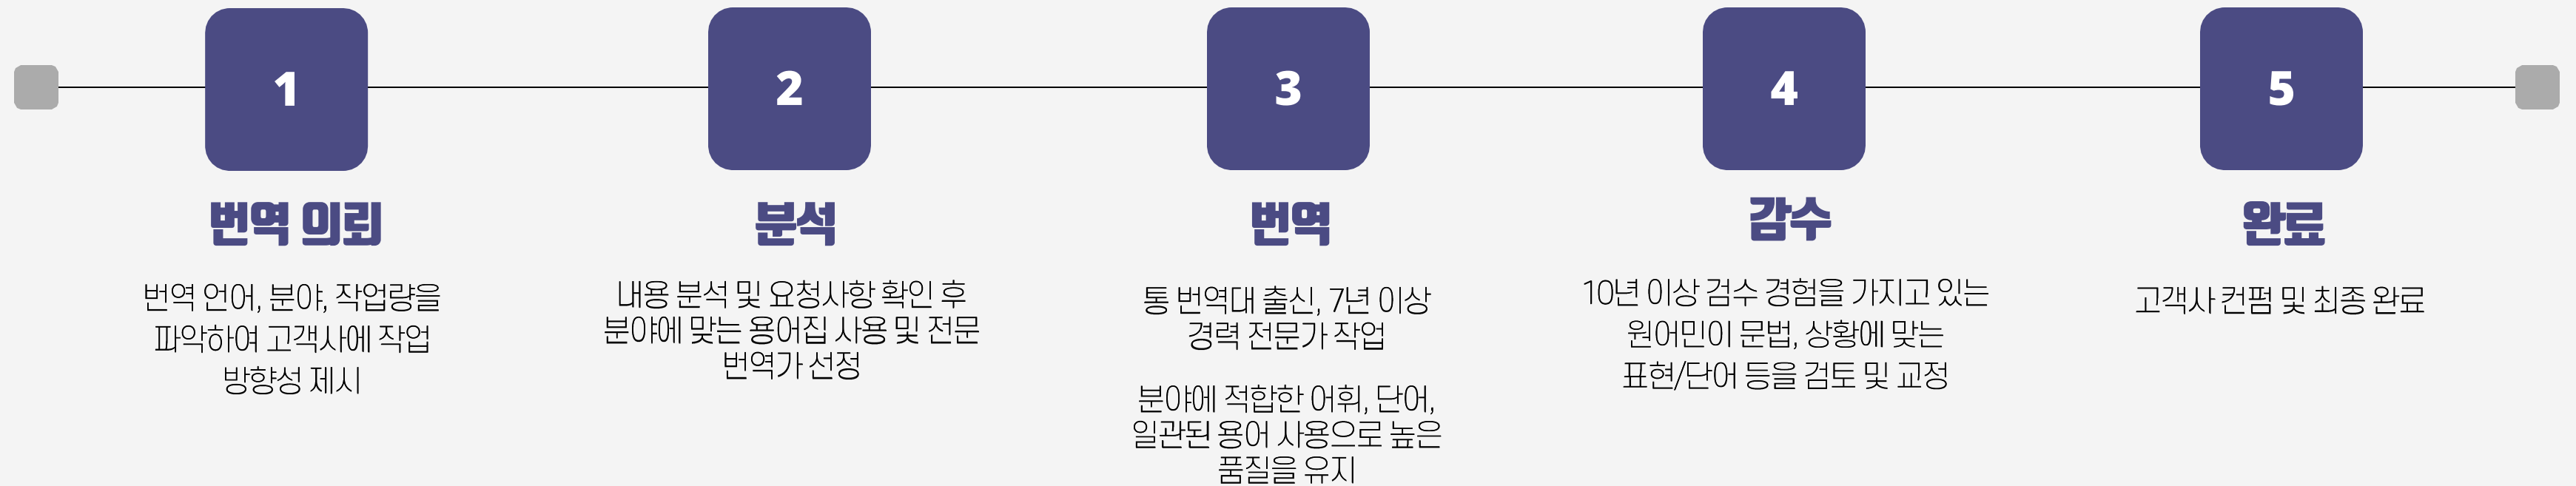 1
번역 의뢰
번역 언어, 분야, 작업량을
파악하여 고객사에 작업
방향성 제시
2
분석
내용 분석 및 요청사항 확인 후
분야에 맞는 용어집 사용 및 전문
번역가 선정
3
번역
통 번역대 출신, 7년 이상
경력 전문가 작업
분야에 적합한 어휘, 단어,
일관된 용어 사용으로 높은
품질을 유지
4
감수
10년 이상 검수 경험을 가지고 있는
원어민이 문법, 상황에 맞는
표현/단어 등을 검토 및 교정
5
완료
고객사 컨펌 및 최종 완료